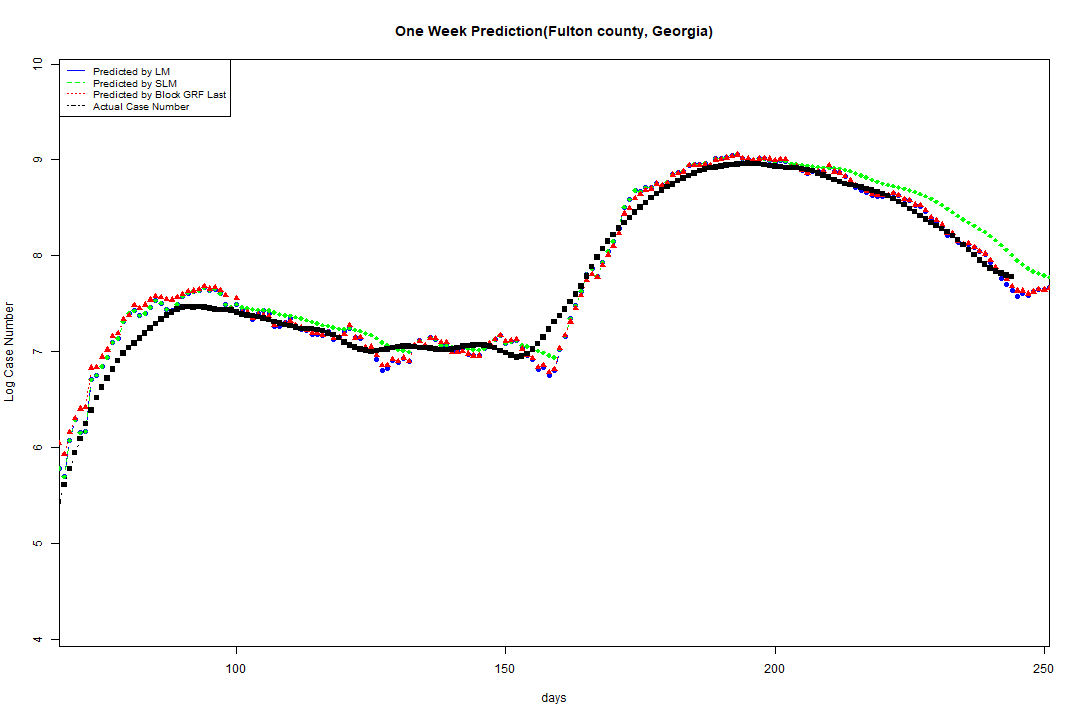 One Week Prediction(Fulton county, Georgia)
Predicted by LM
Predicted by SLM
Predicted by Block GRF Last
Actual Case Number
10
9
8
7
6
5
4
Log Case Number
100 150 200 250
days